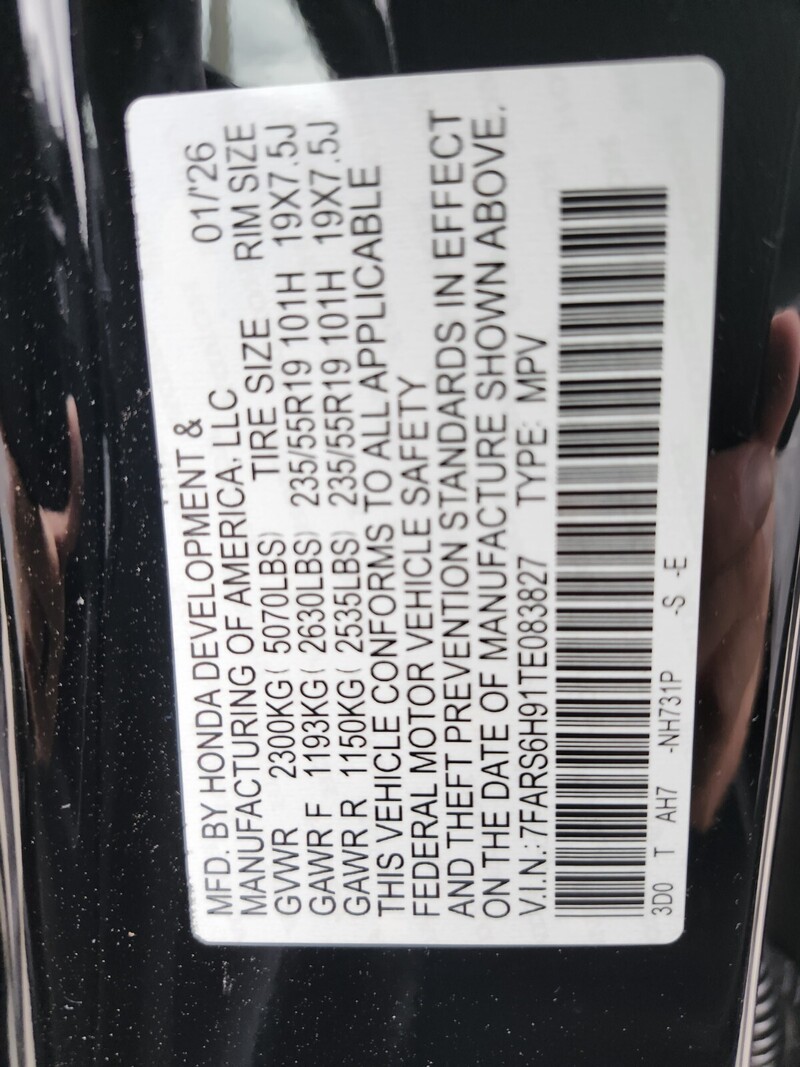 MFD. BY HONDA DEVELOPMENT &
MANUFACTURING OF AMERICA, LLC 01/'26
GVWR 2300KG ( 5070LBS) TIRE SIZE RIM SIZE
GAWR F 1193KG ( 2630LBS) 235/55R19 101H 19X7.5J
GAWR R 1150KG ( 2535LBS) 235/55R19 101H 19X7.5J
THIS VEHICLE CONFORMS TO ALL APPLICABLE
FEDERAL MOTOR VEHICLE SAFETY
AND THEFT PREVENTION STANDARDS IN EFFECT
ON THE DATE OF MANUFACTURE SHOWN ABOVE.
V.I.N.: 7FARS6H91TE083827 TYPE: MPV
3D0 T AH7 -NH731P -S -E